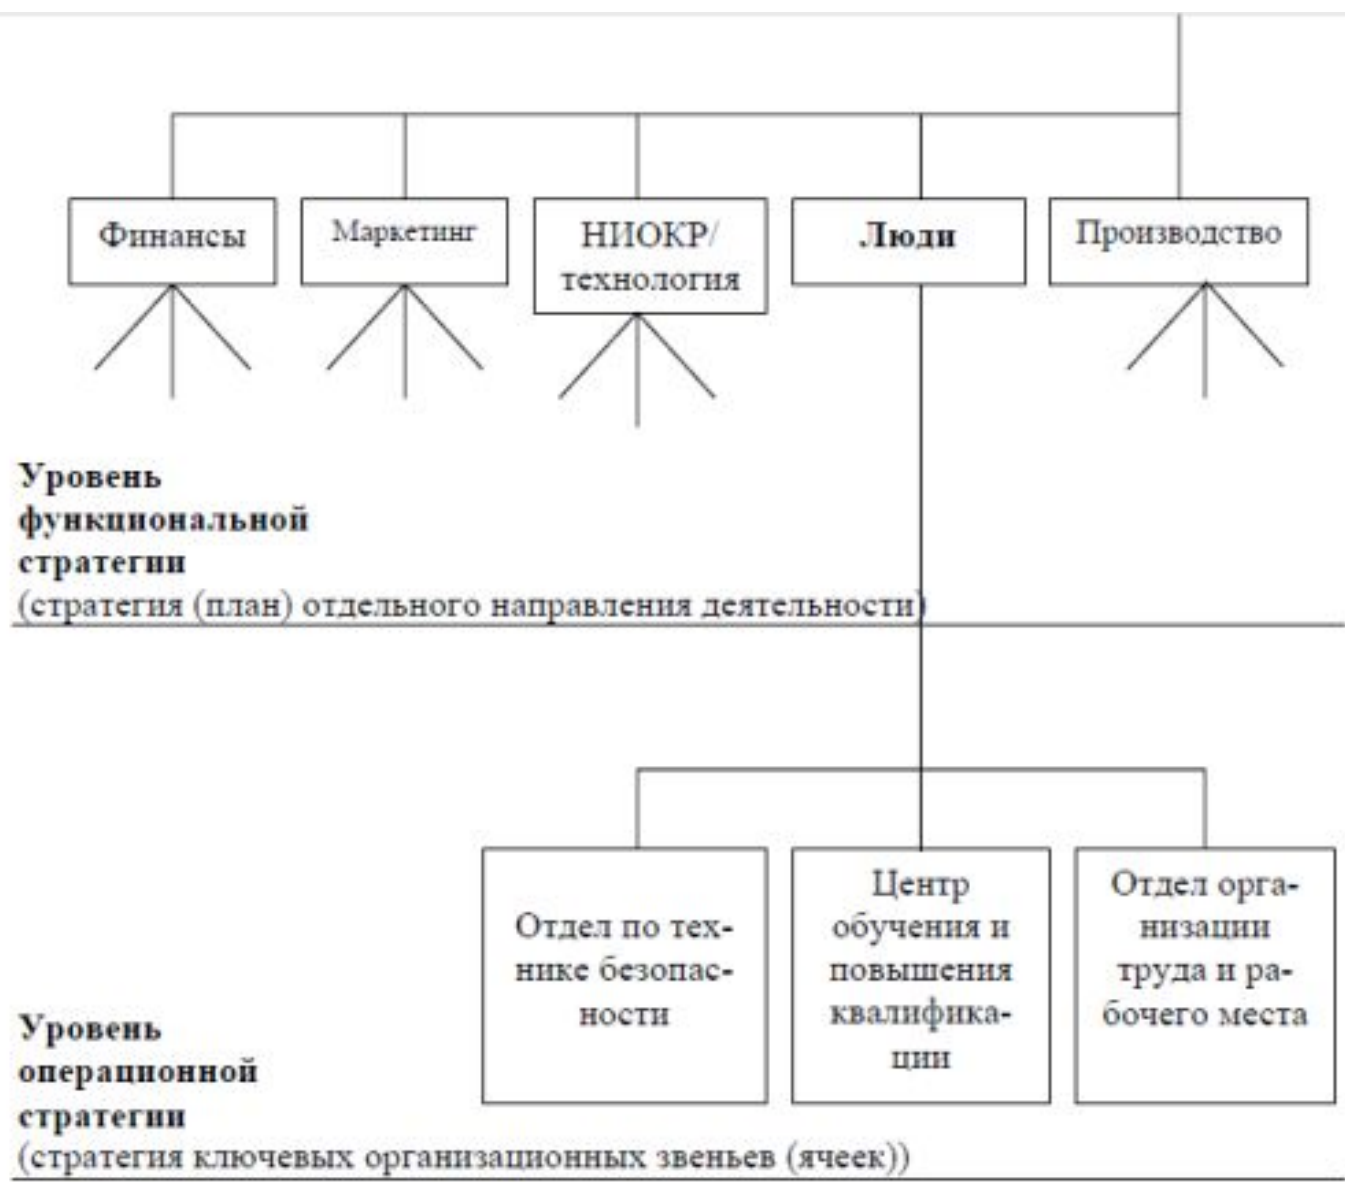 Финансы
Маркетинг
НИОКР/
технология
Люди
Производство
Уровень
функциональной
стратегии
(стратегия (план) отдельного направления деятельности)
Отдел по тех-
нике безопас-
ности
Центр
обучения и
повышения
квалифика-
ции
Отдел орга-
низации
труда и ра-
бочего места
Уровень
операционной
стратегии
(стратегия ключевых организационных звеньев (ячеек))